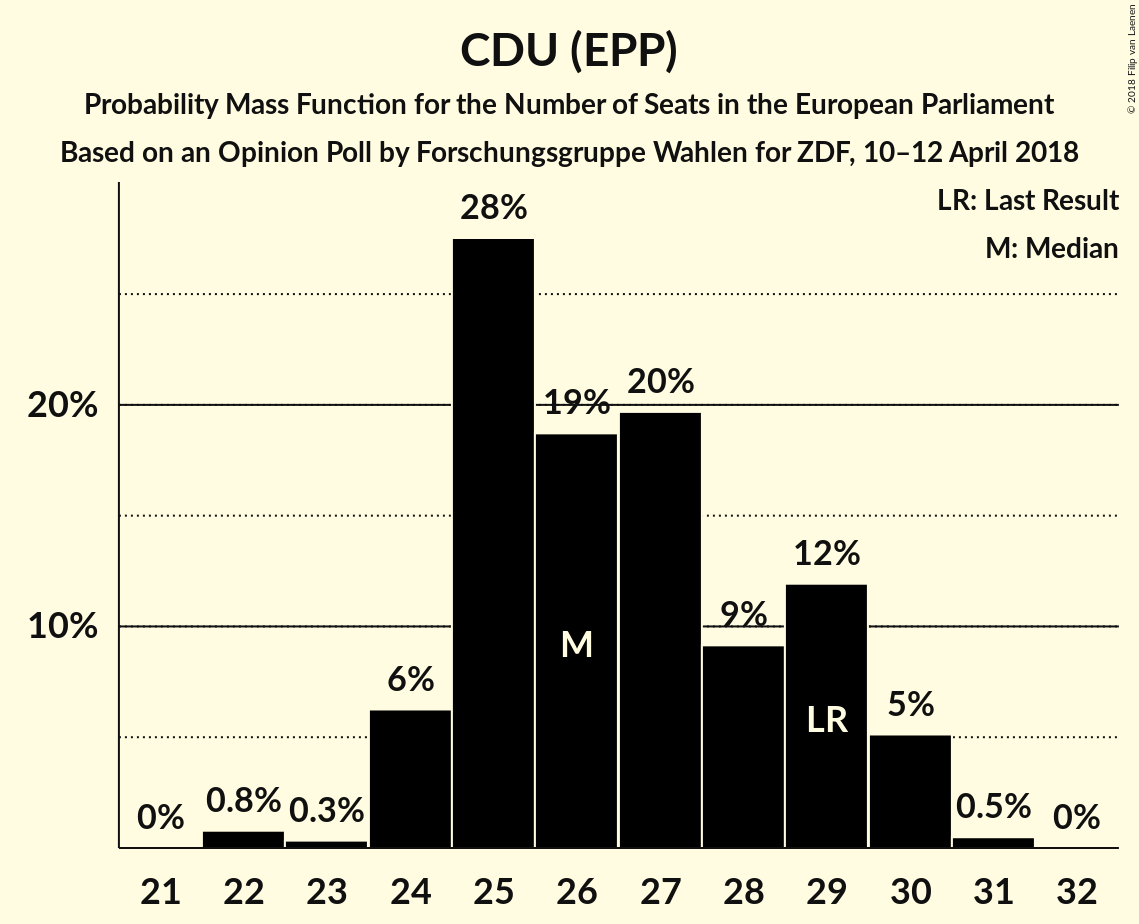 CDU (EPP)
Probability Mass Function for the Number of Seats in the European Parliament
Based on an Opinion Poll by Forschungsgruppe Wahlen for ZDF, 10–12 April 2018
© 2018 Filip van Laenen
LR: Last Result
M: Median
20%
10%
0%
0.8%
0.3%
6%
28%
19%
20%
9%
12%
5%
0.5%
0%
M
LR
21 22 23 24 25 26 27 28 29 30 31 32